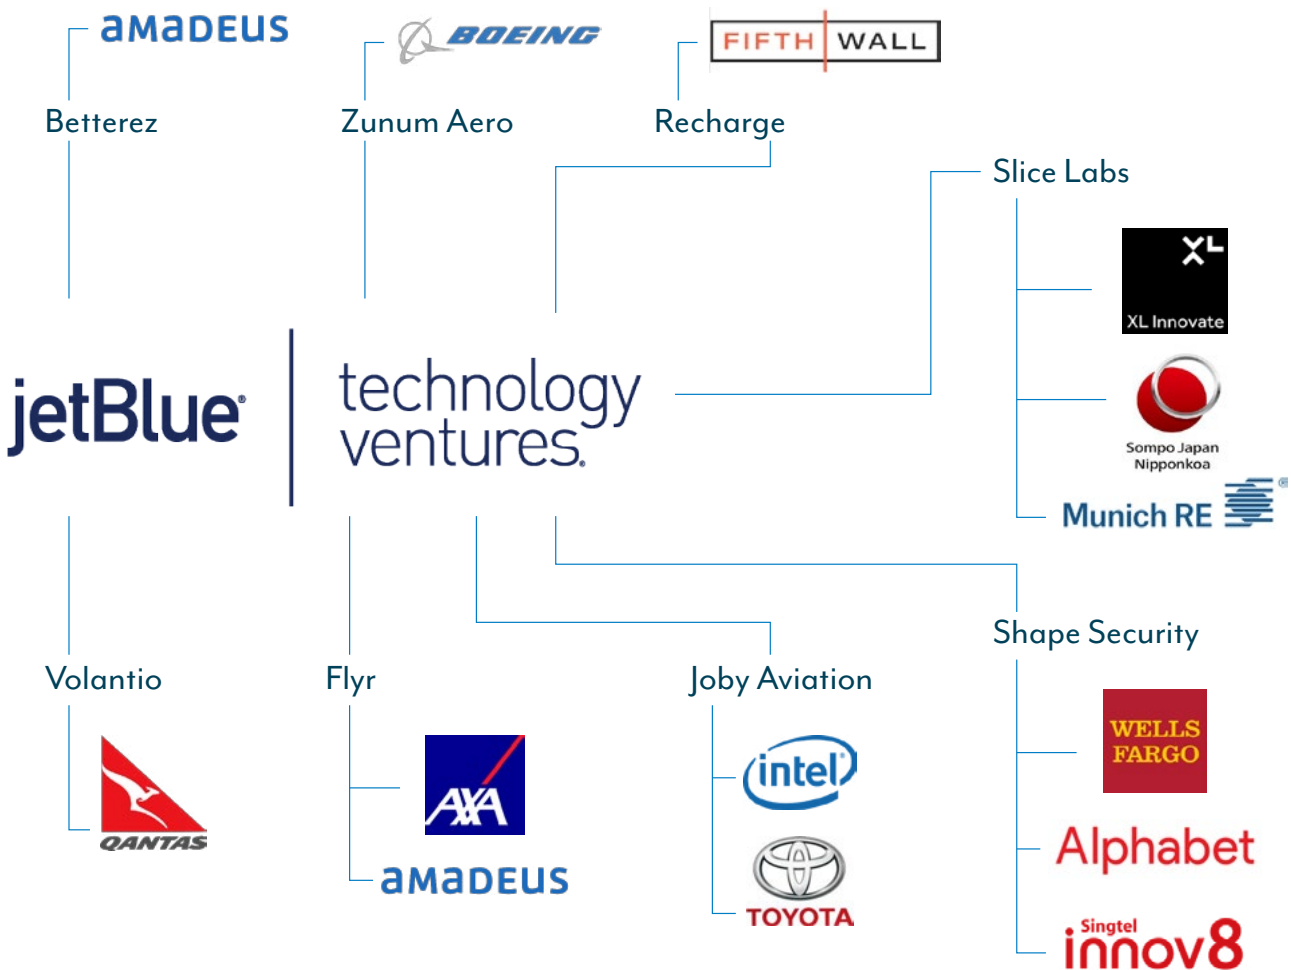 amadeus
BOEING
FIFTH WALL
Betterez
Zunum Aero
Recharge
Slice Labs
XL
XL Innovate
jetBlue®
technology
ventures®
Sompo Japan
Nipponkoa
Munich RE ®
Shape Security
Volantio
Flyr
Joby Aviation
WELLS
FARGO
intel®
AXA
QANTAS
Alphabet
amadeus
TOYOTA
Singtel
innov8